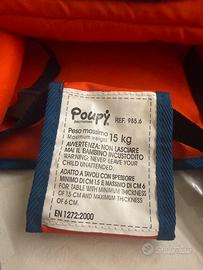 Poupy
REF. 985.6
Peso massimo 15 kg
Maximum weight
AVVERTENZA: NON LASCIARE
MAI IL BAMBINO INCUSTODITO
WARNING: NEVER LEAVE YOUR
CHILD UNATTENDED.
ADATTO A TAVOLI CON SPESSORE
MINIMO DI CM 1.5 E MASSIMO DI CM 6
FOR TABLE WITH MINIMUM THICKNESS
OF 1.5 CM AND MAXIMUM THICKNESS
OF 6 CM.
EN 1272:2000
Subito